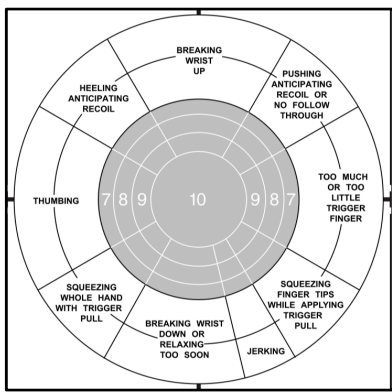 BREAKING
WRIST
UP
PUSHING
ANTICIPATING
RECOIL OR
NO FOLLOW
THROUGH
HEELING
ANTICIPATING
RECOIL
TOO MUCH
OR TOO
LITTLE
TRIGGER
FINGER
THUMBING
7 8 9 10 9 8 7
SQUEEZING
WHOLE HAND
WITH TRIGGER
PULL
BREAKING WRIST
DOWN OR
RELAXING
TOO SOON
JERKING
SQUEEZING
FINGER TIPS
WHILE APPLYING
TRIGGER
PULL